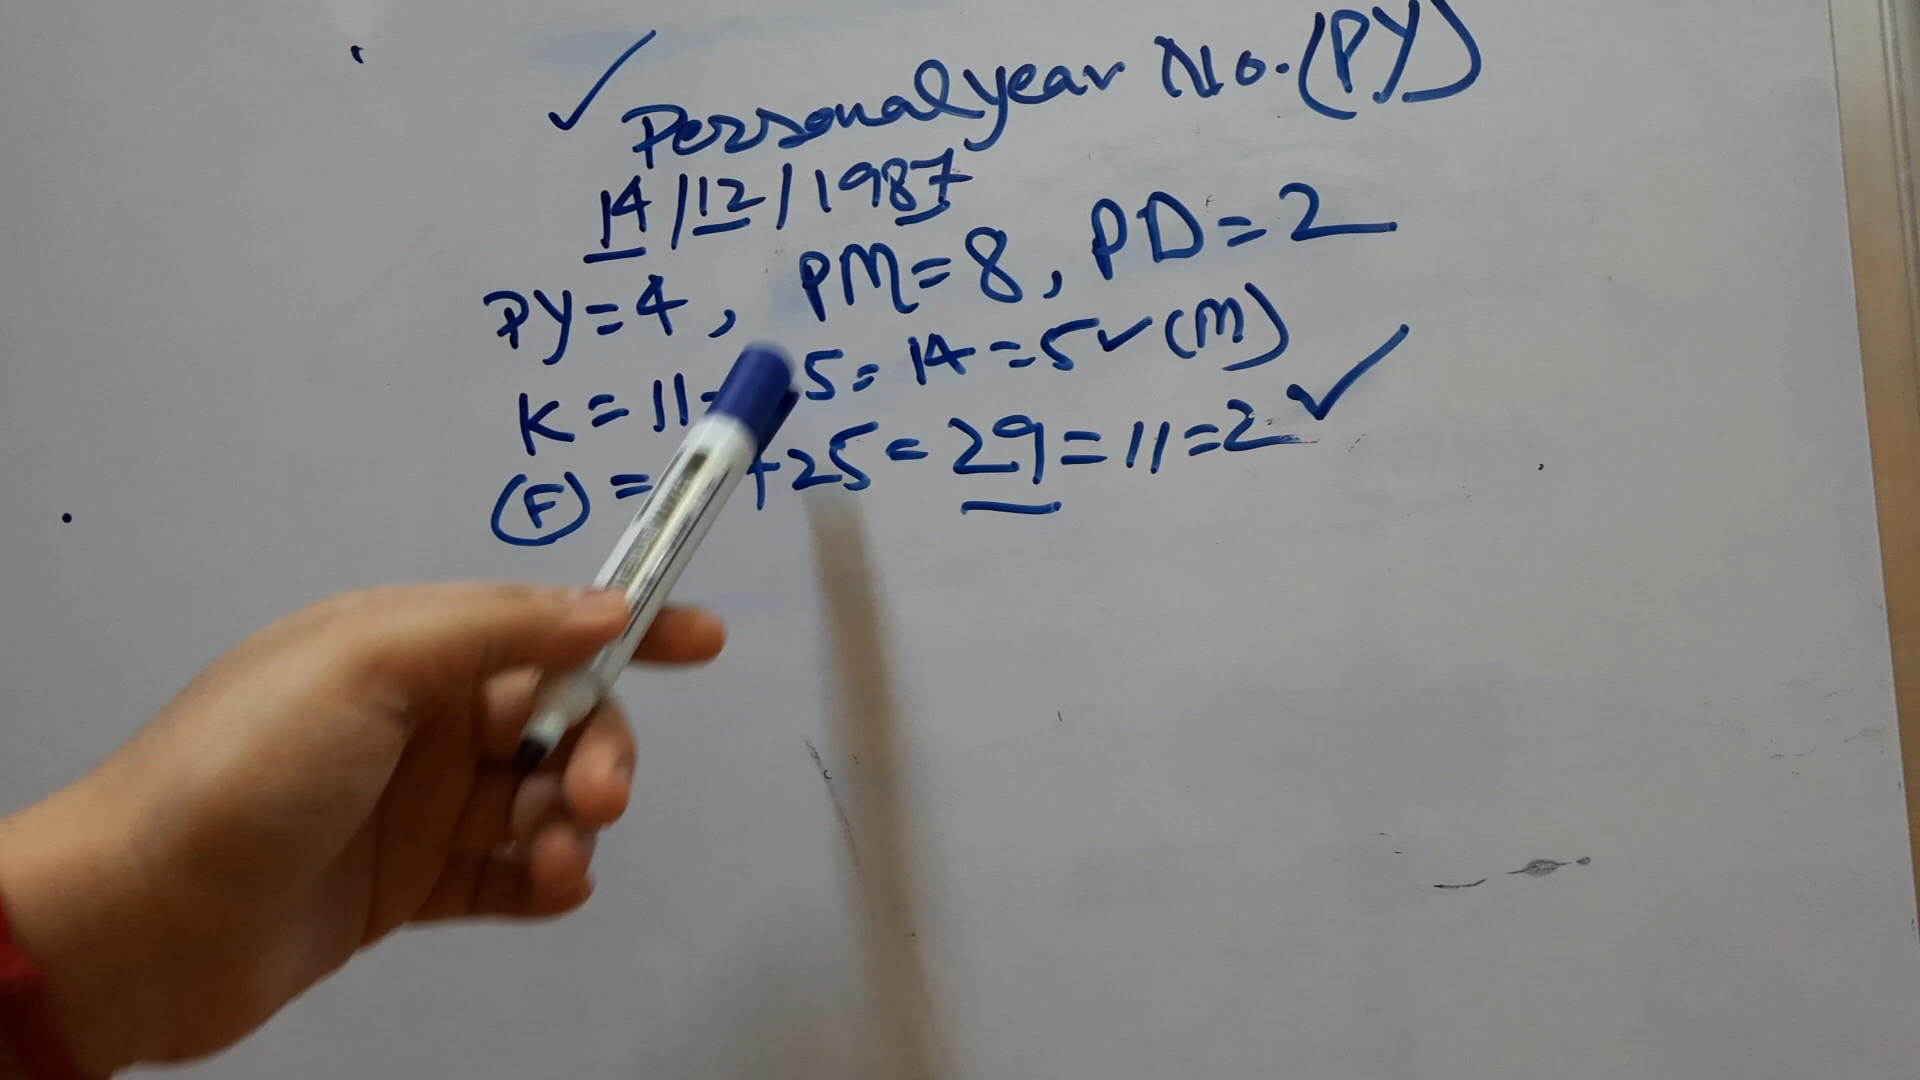 ✓ Personal year No. (PY)
14/12/1987
PY=4, PM=8, PD=2
K=11 5=14=5✓(M)
(F)= +25=29=11=2✓